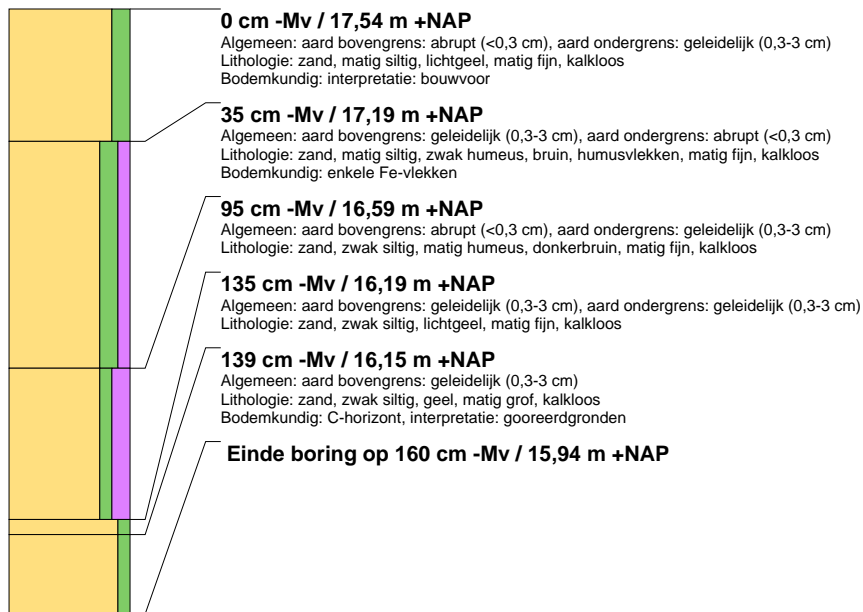 0 cm -Mv / 17,54 m +NAP
Algemeen: aard bovengrens: abrupt (<0,3 cm), aard ondergrens: geleidelijk (0,3-3 cm)
Lithologie: zand, matig siltig, lichtgeel, matig fijn, kalkloos
Bodemkundig: interpretatie: bouwvoor
35 cm -Mv / 17,19 m +NAP
Algemeen: aard bovengrens: geleidelijk (0,3-3 cm), aard ondergrens: abrupt (<0,3 cm)
Lithologie: zand, matig siltig, zwak humeus, bruin, humusvlekken, matig fijn, kalkloos
Bodemkundig: enkele Fe-vlekken
95 cm -Mv / 16,59 m +NAP
Algemeen: aard bovengrens: abrupt (<0,3 cm), aard ondergrens: geleidelijk (0,3-3 cm)
Lithologie: zand, zwak siltig, matig humeus, donkerbruin, matig fijn, kalkloos
135 cm -Mv / 16,19 m +NAP
Algemeen: aard bovengrens: geleidelijk (0,3-3 cm), aard ondergrens: geleidelijk (0,3-3 cm)
Lithologie: zand, zwak siltig, lichtgeel, matig fijn, kalkloos
139 cm -Mv / 16,15 m +NAP
Algemeen: aard bovengrens: geleidelijk (0,3-3 cm)
Lithologie: zand, zwak siltig, geel, matig grof, kalkloos
Bodemkundig: C-horizont, interpretatie: gooreerdgronden
Einde boring op 160 cm -Mv / 15,94 m +NAP